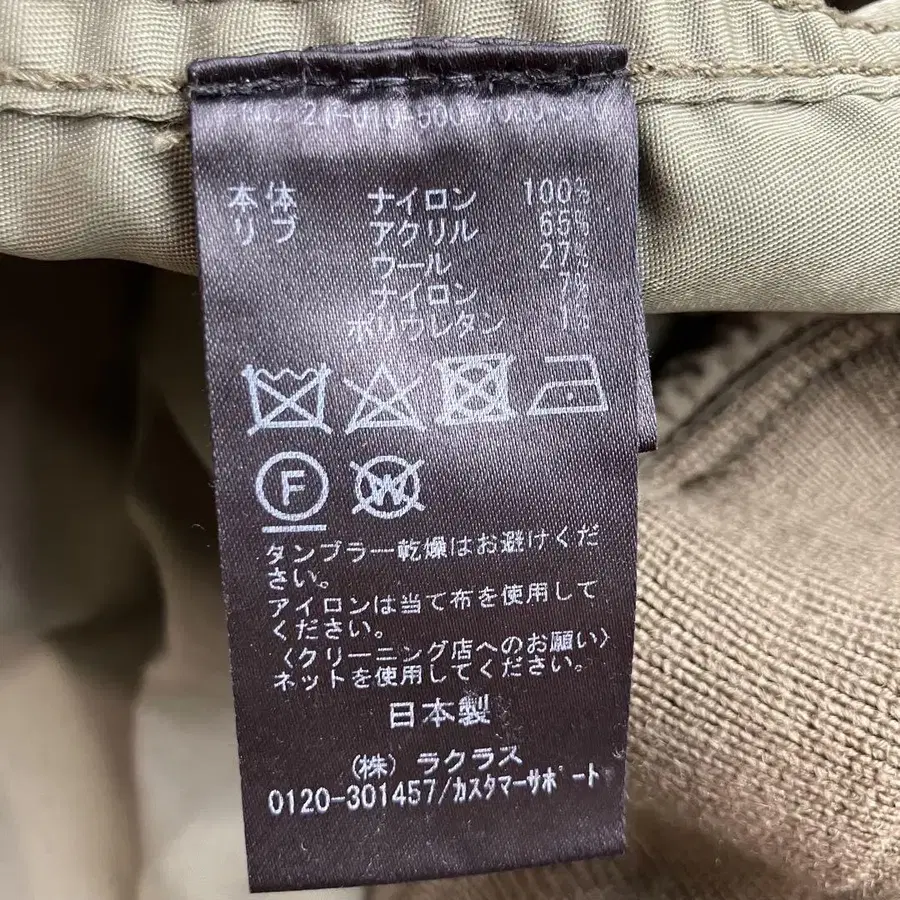 本体 ナイロン 100%
リブ アクリル 65%
ウール 27%
ナイロン 7%
ポリウレタン 1%
F
W
タンブラー乾燥はお避けくだ
さい。
アイロンは当て布を使用して
ください。
〈クリーニング店へのお願い〉
ネットを使用してください。
日本製
(株) ラクラス
0120-301457/カスタマーサポート